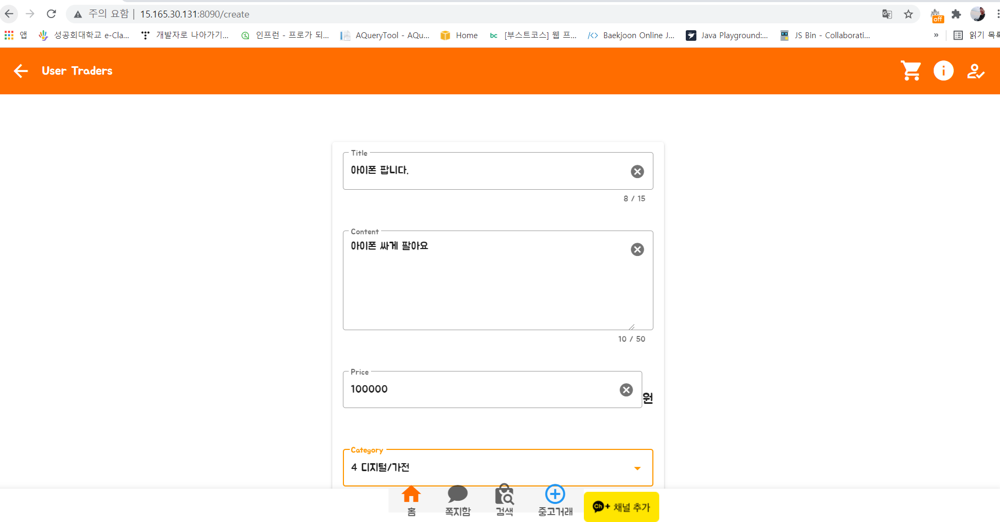 주의 요함 | 15.165.30.131:8090/create
앱 성공회대학교 e-Cla... 개발자로 나아가기... 인프런 - 프로가 되... AQueryTool - AQu... Home bc [부스트코스] 웹 프... </> Baekjoon Online J... Java Playground:... JS Bin - Collaborati... » 읽기 목록
off
User Traders
Title
아이폰 팝니다.
8 / 15
Content
아이폰 싸게 팔아요
10 / 50
Price
100000
원
Category
4 디지털/가전
홈 쪽지함 검색 중고거래
Ch+ 채널 추가